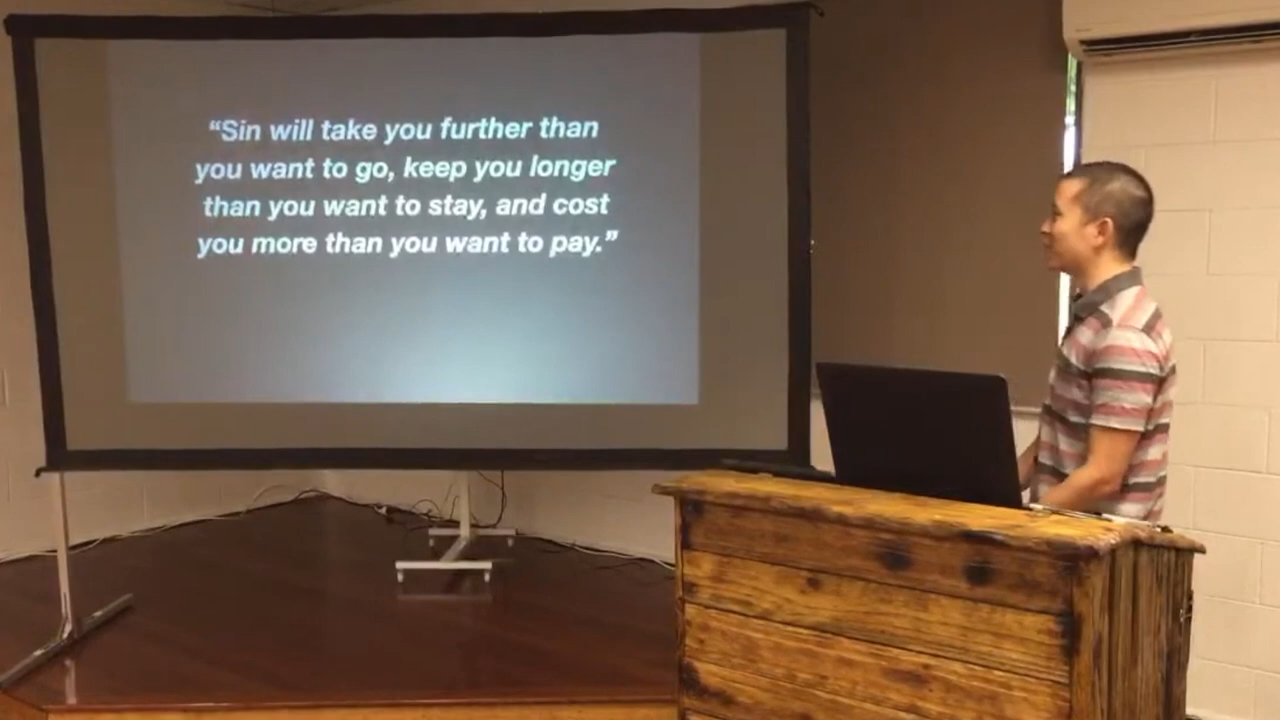 “Sin will take you further than
you want to go, keep you longer
than you want to stay, and cost
you more than you want to pay.”